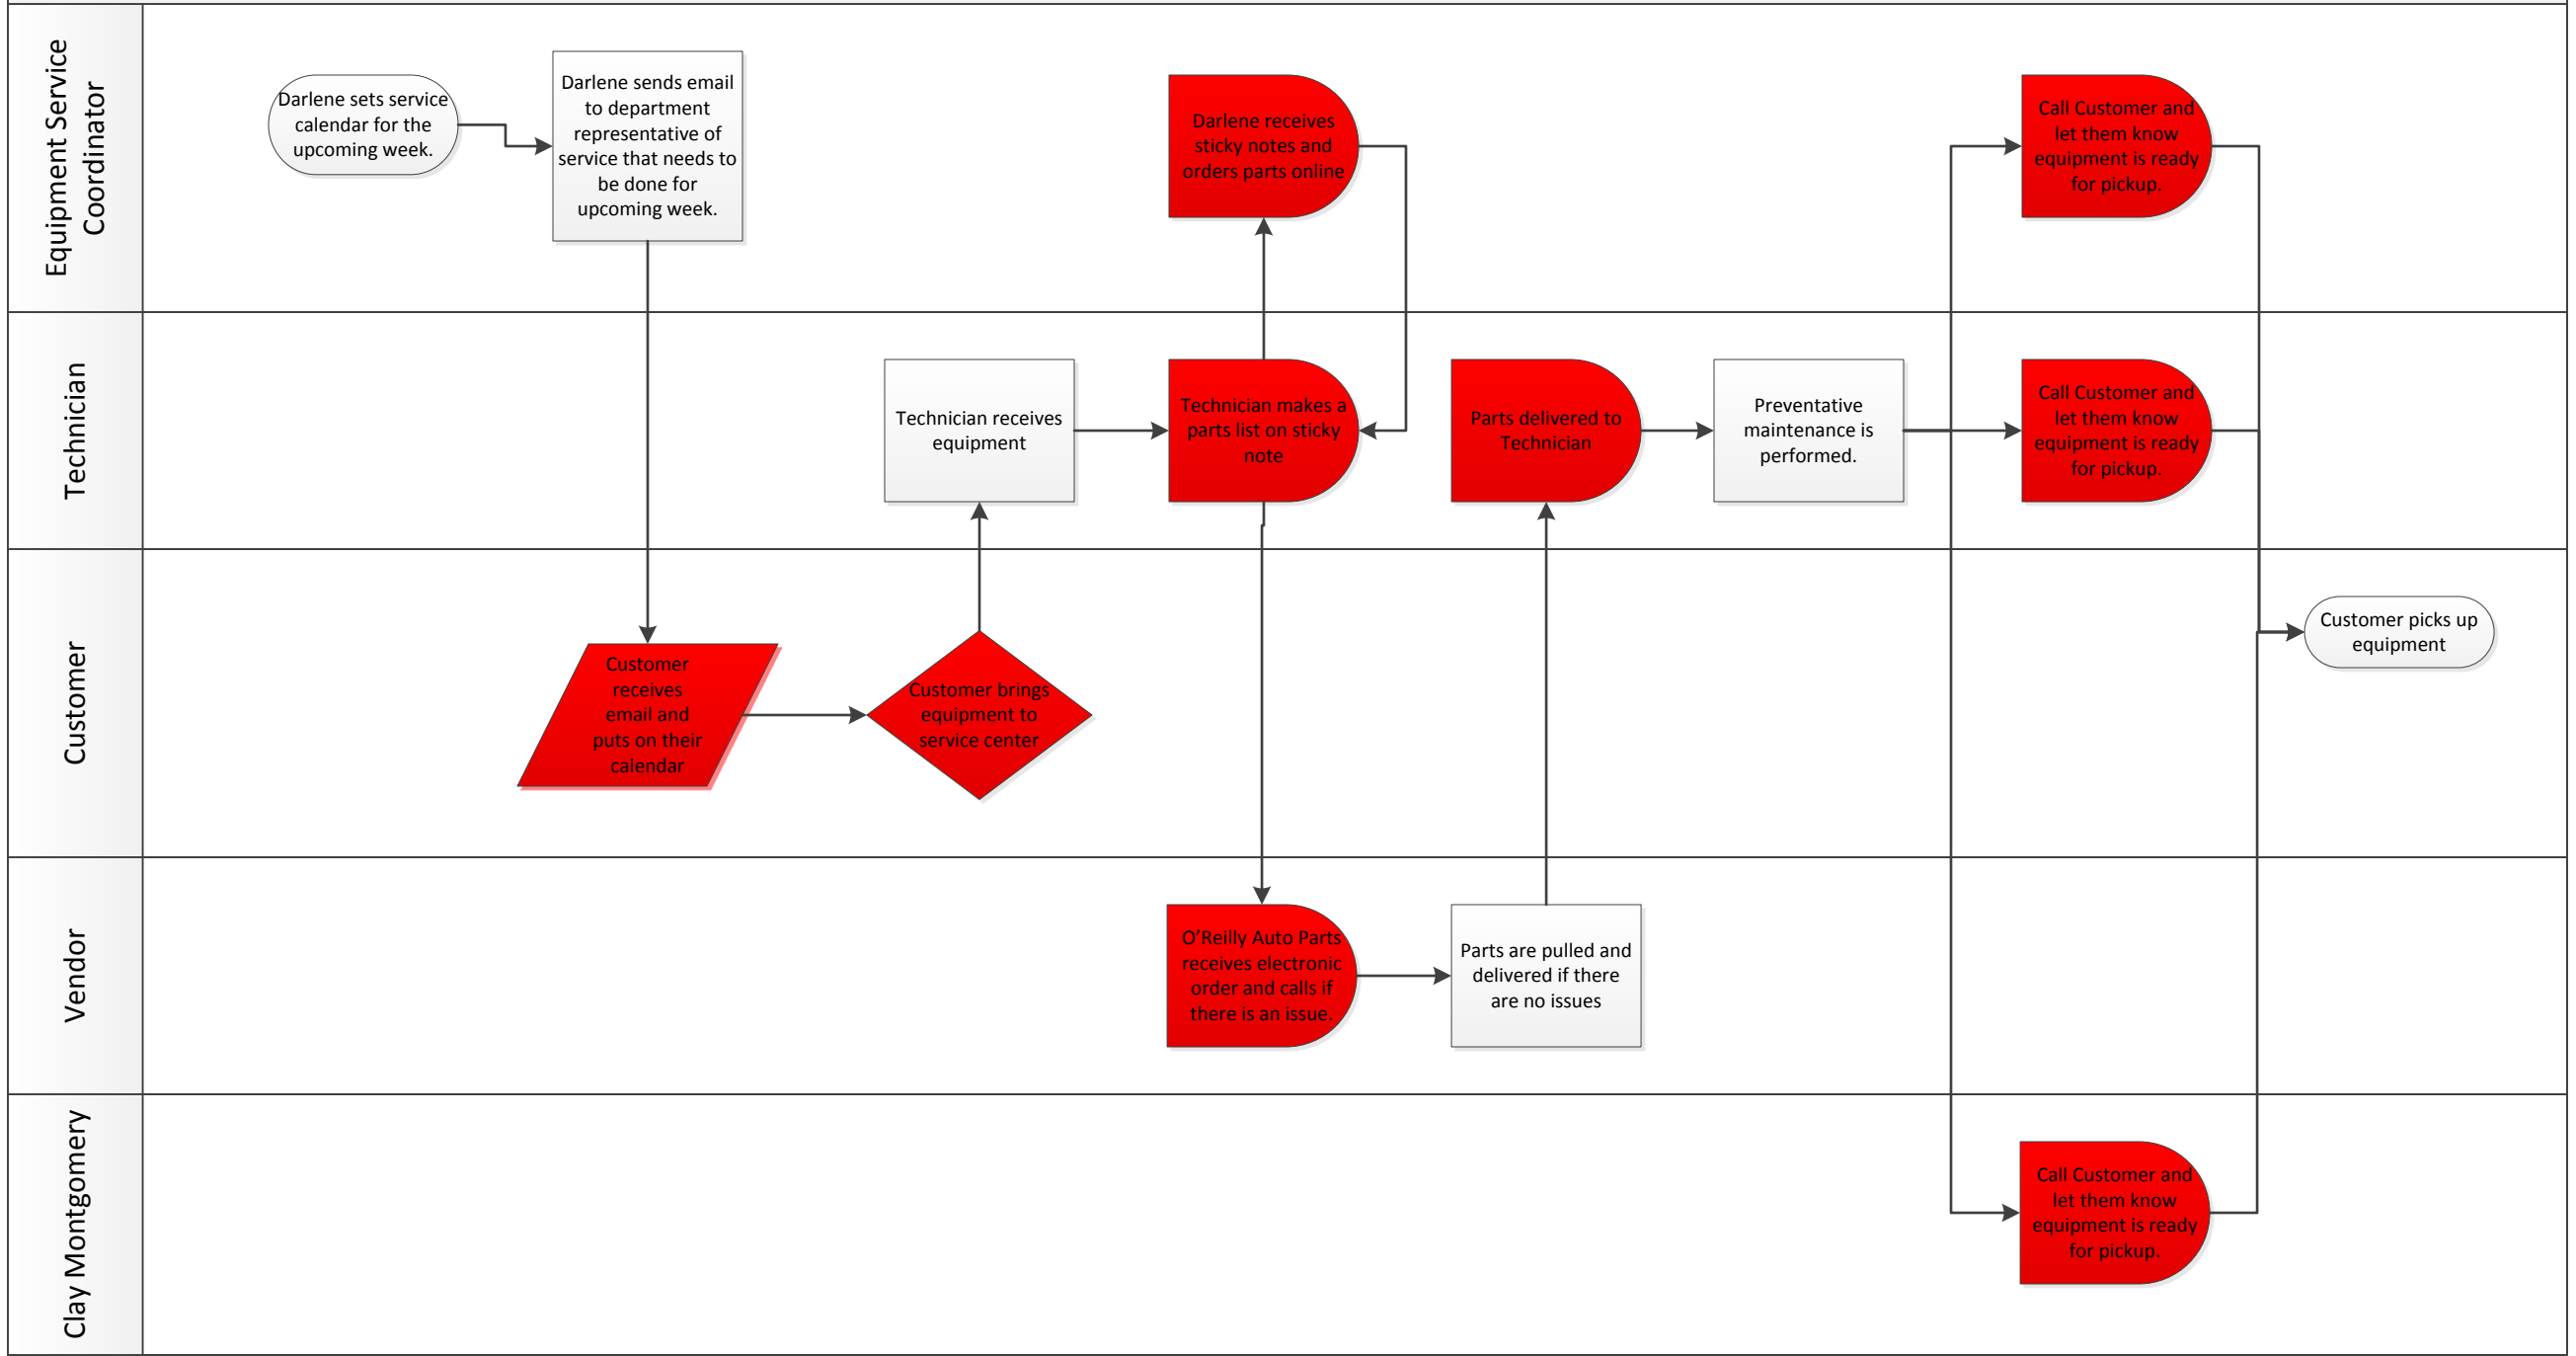 Equipment Service
Coordinator
Darlene sets service
calendar for the
upcoming week.
Darlene sends email
to department
representative of
service that needs to
be done for
upcoming week.
Darlene receives
sticky notes and
orders parts online
Call Customer and
let them know
equipment is ready
for pickup.
Technician
Technician receives
equipment
Technician makes a
parts list on sticky
note
Parts delivered to
Technician
Preventative
maintenance is
performed.
Call Customer and
let them know
equipment is ready
for pickup.
Customer
Customer
receives
email and
puts on their
calendar
Customer brings
equipment to
service center
Customer picks up
equipment
Vendor
O’Reilly Auto Parts
receives electronic
order and calls if
there is an issue.
Parts are pulled and
delivered if there
are no issues
Clay Montgomery
Call Customer and
let them know
equipment is ready
for pickup.